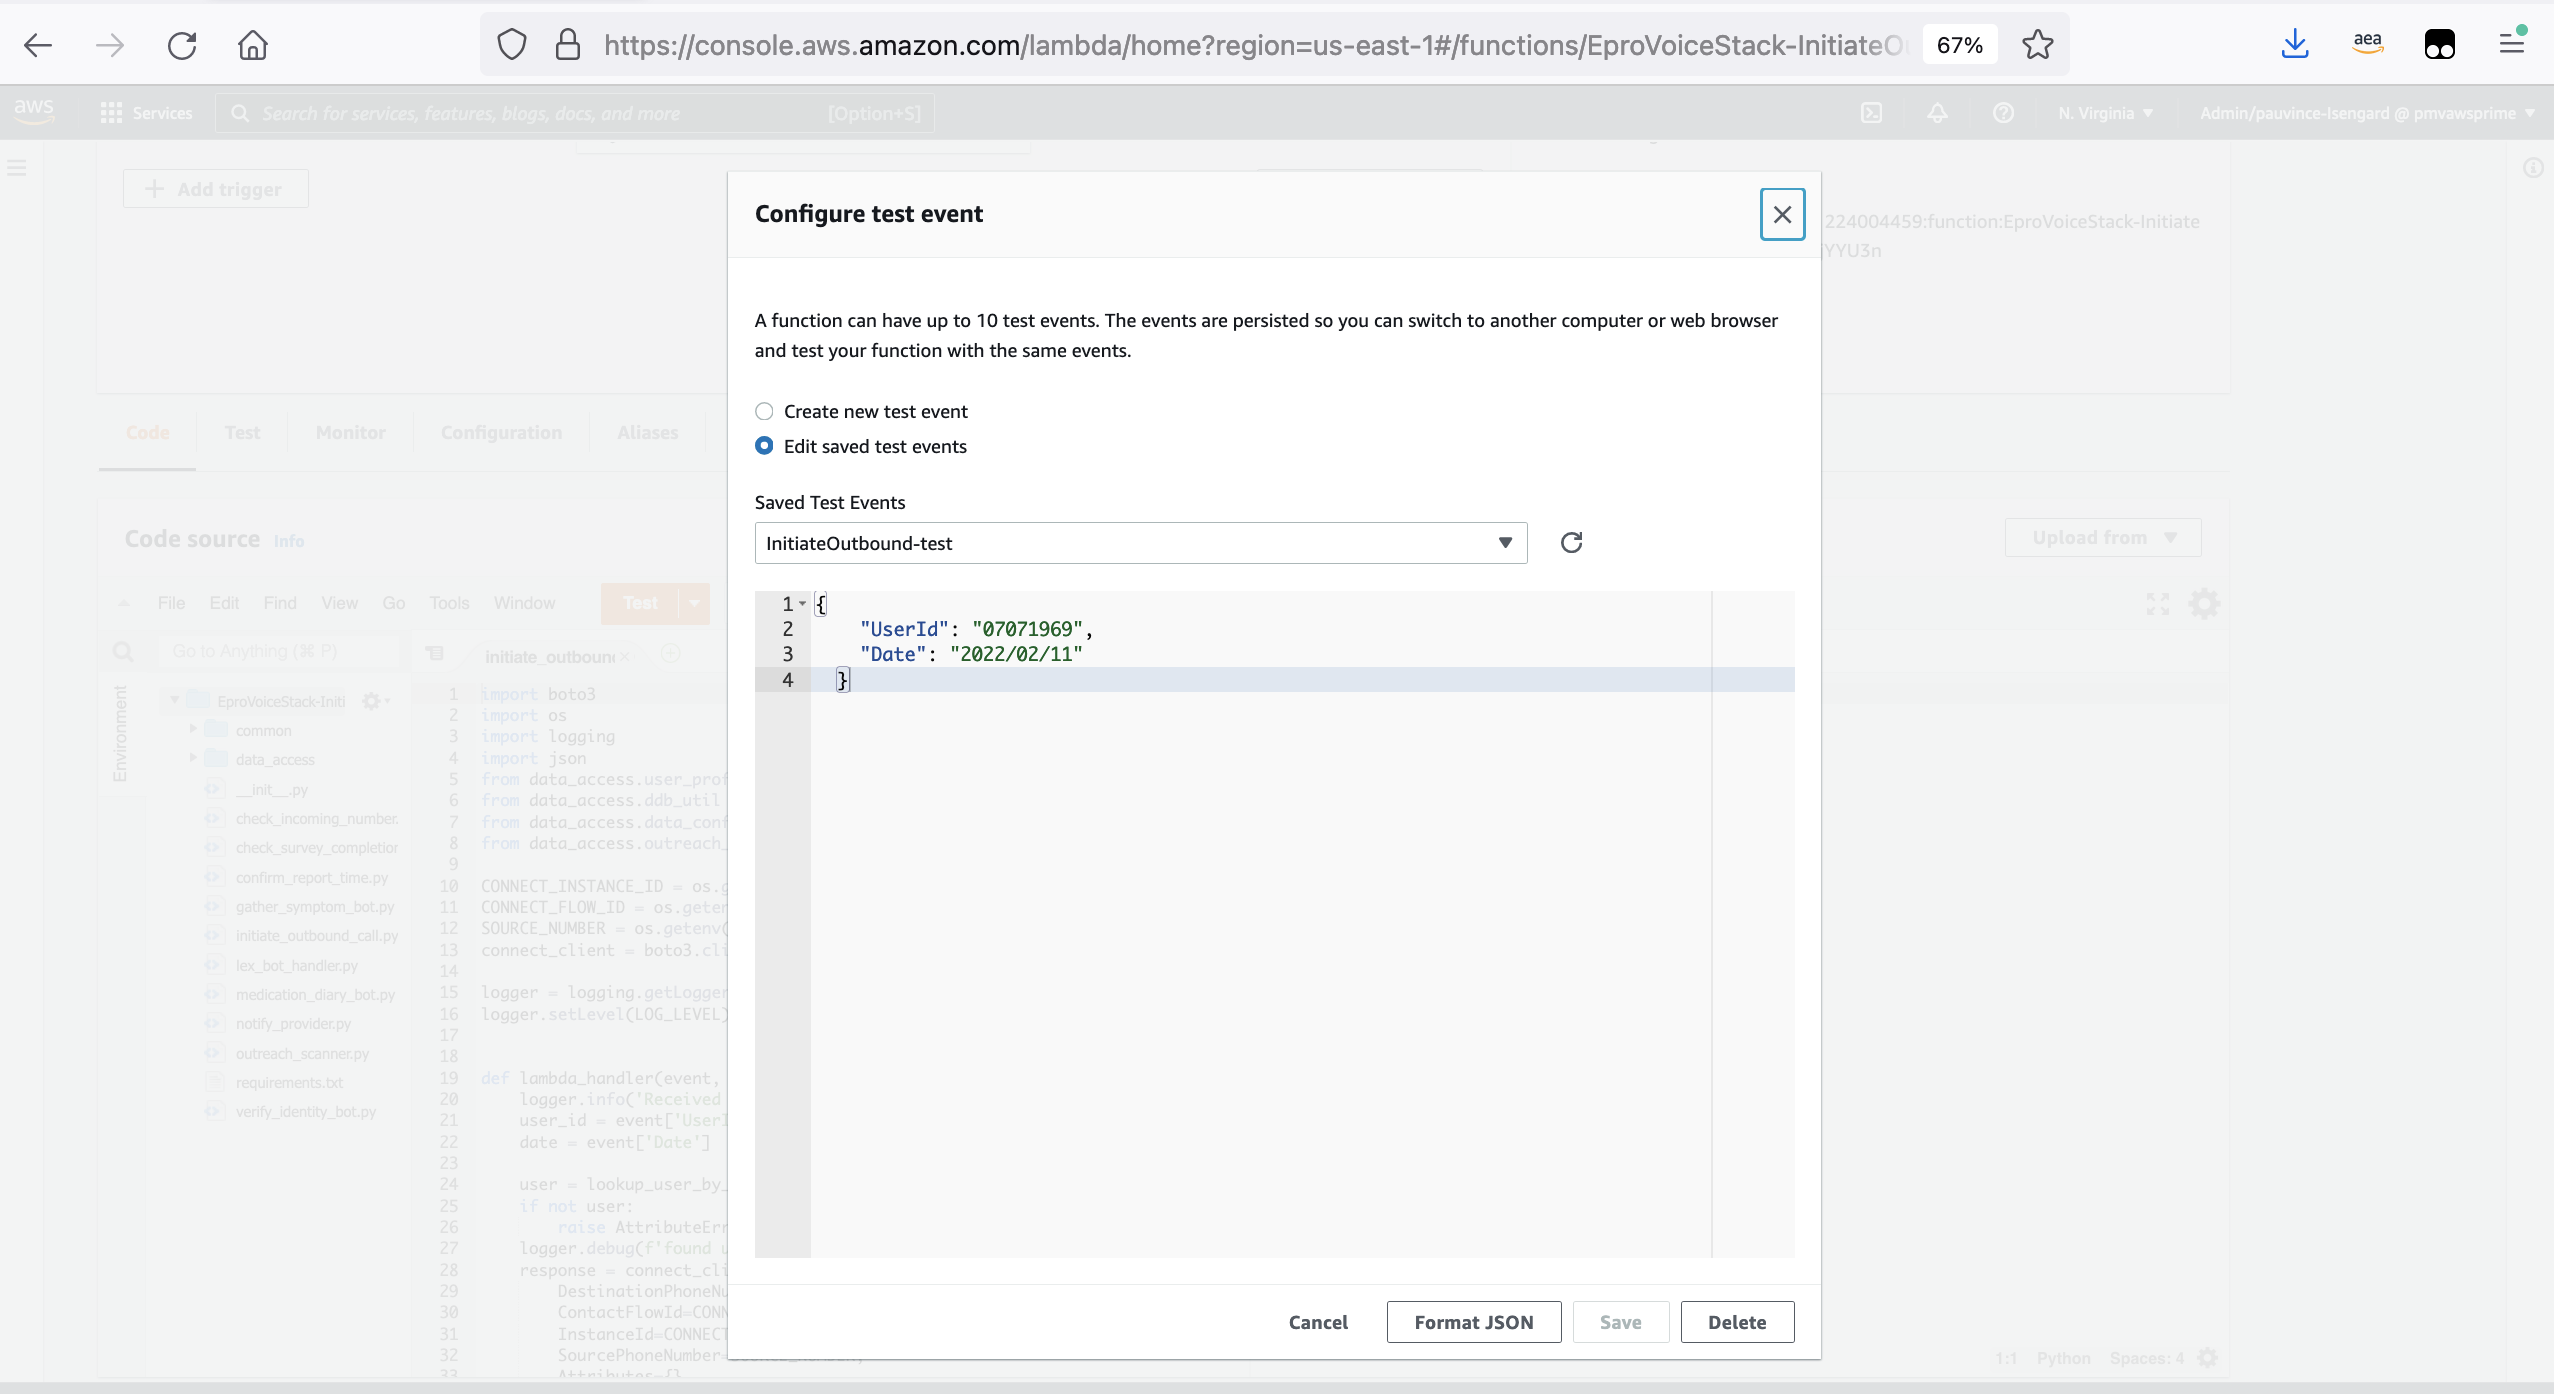 https://console.aws.amazon.com/lambda/home?region=us-east-1#/functions/EproVoiceStack-InitiateO
67%
aea
aws
Services
Search for services, features, blogs, docs, and more
[Option+S]
N. Virginia
Admin/pauvince-Isengard @ pmvawsprime
Add trigger
224004459:function:EproVoiceStack-Initiate
YYU3n
Configure test event
A function can have up to 10 test events. The events are persisted so you can switch to another computer or web browser
and test your function with the same events.
Create new test event
Edit saved test events
Saved Test Events
InitiateOutbound-test
1 {
2 "UserId": "07071969",
3 "Date": "2022/02/11"
4 }
Cancel
Format JSON
Save
Delete
Code
Test
Monitor
Configuration
Aliases
Code source
Info
Upload from
File
Edit
Find
View
Go
Tools
Window
Test
Go to Anything (⌘ P)
initiate_outboun
Environment
EproVoiceStack-Initi
common
data_access
__init__.py
check_incoming_number.
check_survey_completior
confirm_report_time.py
gather_symptom_bot.py
initiate_outbound_call.py
lex_bot_handler.py
medication_diary_bot.py
notify_provider.py
outreach_scanner.py
requirements.txt
verify_identity_bot.py
1 import boto3
2 import os
3 import logging
4 import json
5 from data_access.user_prof
6 from data_access.ddb_util
7 from data_access.data_conf
8 from data_access.outreach_
9
10 CONNECT_INSTANCE_ID = os.g
11 CONNECT_FLOW_ID = os.geter
12 SOURCE_NUMBER = os.getenv(
13 connect_client = boto3.cli
14
15 logger = logging.getLogger
16 logger.setLevel(LOG_LEVEL)
17
18
19 def lambda_handler(event,
20 logger.info('Received
21 user_id = event['UserI
22 date = event['Date']
23
24 user = lookup_user_by_
25 if not user:
26 raise AttributeErr
27 logger.debug(f'found u
28 response = connect_cli
29 DestinationPhoneNu
30 ContactFlowId=CONN
31 InstanceId=CONNECT
32 SourcePhoneNumber=
33 Attributes={}
1:1
Python
Spaces: 4